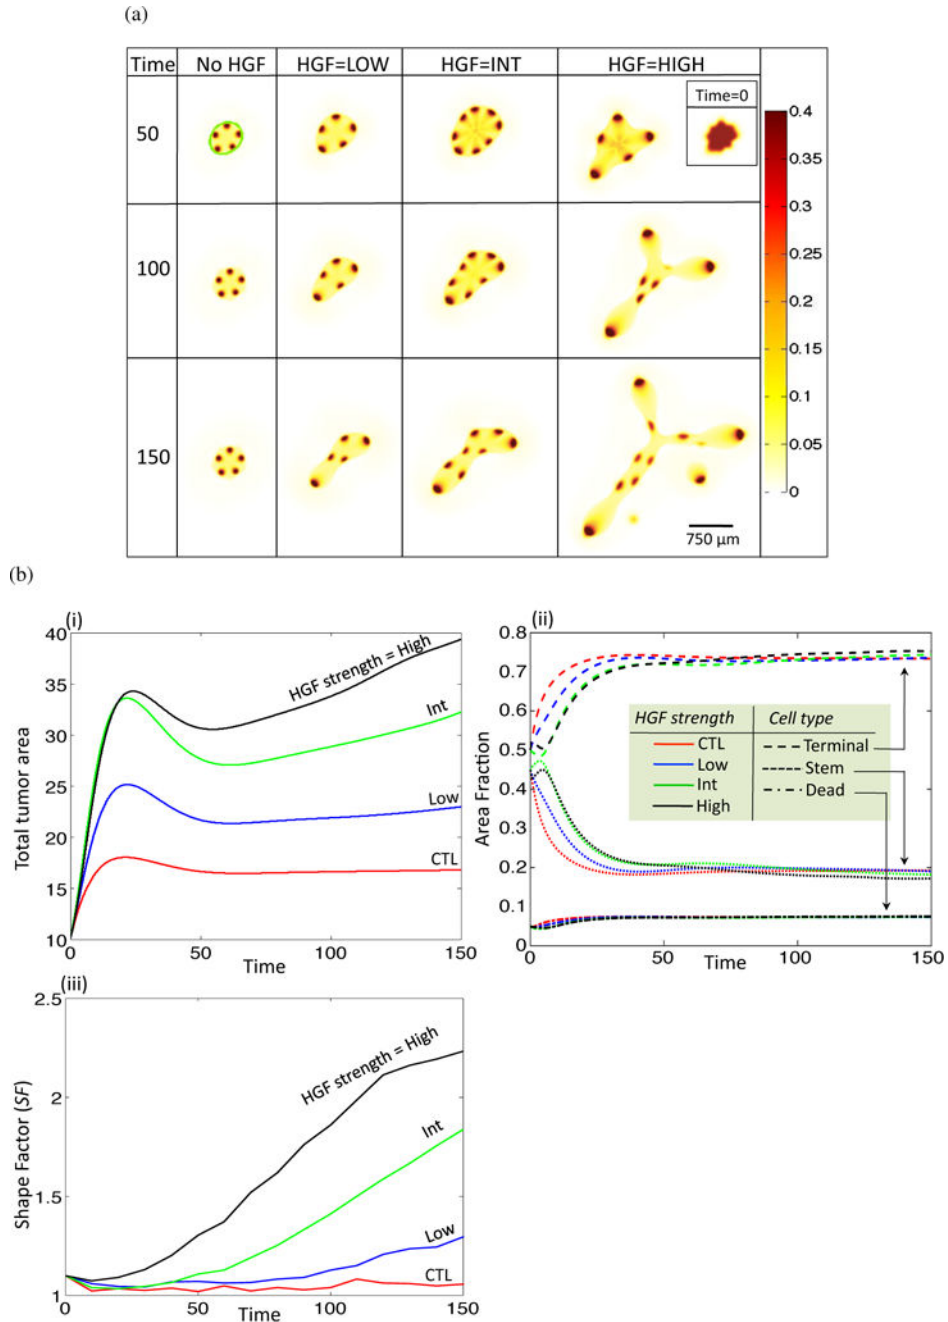 (a)
Time No HGF HGF=LOW HGF=INT HGF=HIGH
Time=0
50
100
150
750 μm
0.4
0.35
0.3
0.25
0.2
0.15
0.1
0.05
0
(b)
(i)
Total tumor area
40
35
30
25
20
15
10
0 50 100 150
Time
HGF strength = High
Int
Low
CTL
(ii)
Area Fraction
0.8
0.7
0.6
0.5
0.4
0.3
0.2
0.1
0
0 50 100 150
Time
HGF strength Cell type
CTL Terminal
Low Stem
Int Dead
High
(iii)
Shape Factor (SF)
2.5
2
1.5
1
0 50 100 150
Time
HGF strength = High
Int
Low
CTL